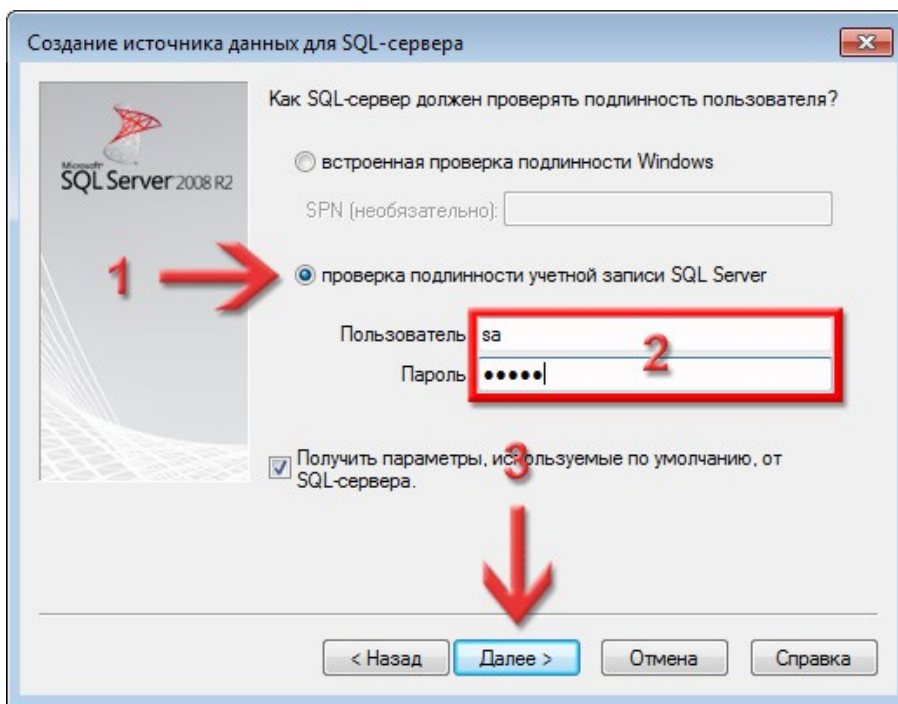 Создание источника данных для SQL-сервера
Microsoft
SQL Server 2008 R2
Как SQL-сервер должен проверять подлинность пользователя?
встроенная проверка подлинности Windows
SPN (необязательно):
1
проверка подлинности учетной записи SQL Server
Пользователь sa
2
Пароль •••••
Получить параметры, используемые по умолчанию, от
SQL-сервера.
3
< Назад Далее > Отмена Справка